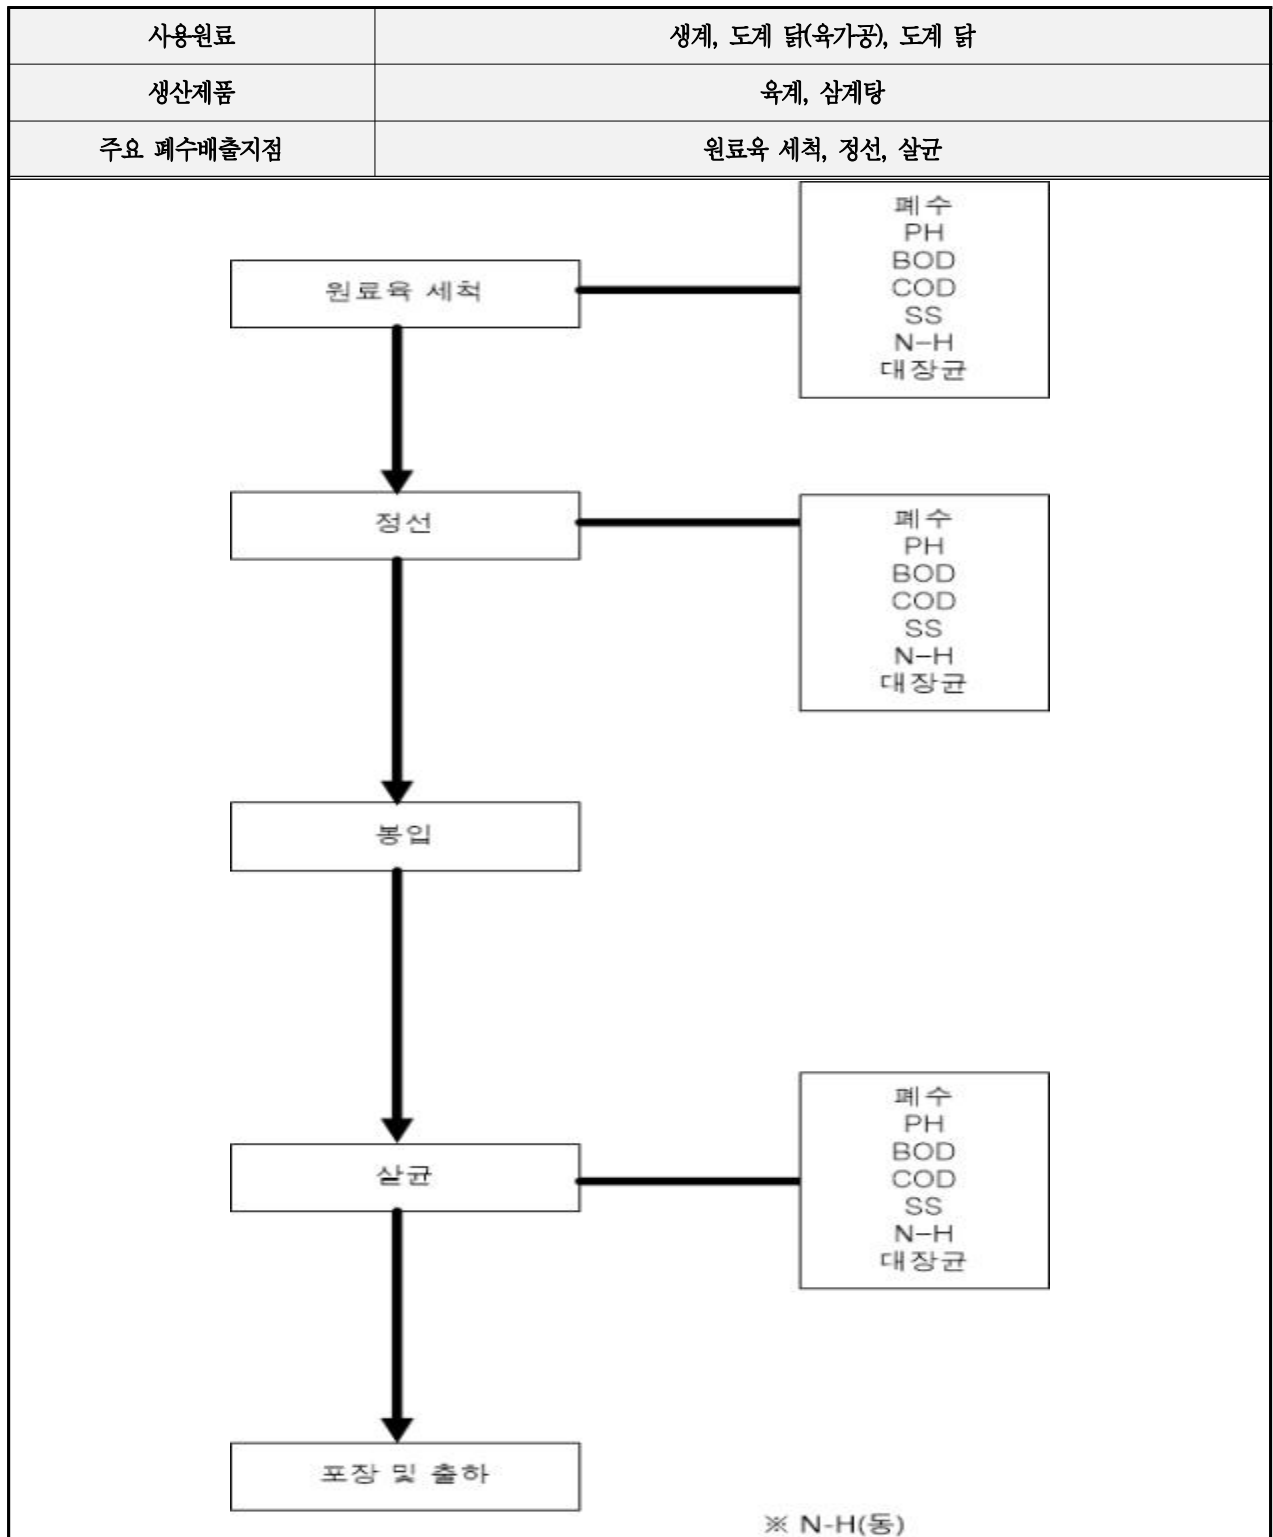 사용원료 생계, 도계 닭(육가공), 도계 닭
생산제품 육계, 삼계탕
주요 폐수배출지점 원료육 세척, 정선, 살균
원료육 세척
폐수
PH
BOD
COD
SS
N-H
대장균
정선
폐수
PH
BOD
COD
SS
N-H
대장균
봉입
살균
폐수
PH
BOD
COD
SS
N-H
대장균
포장 및 출하
※ N-H(동)